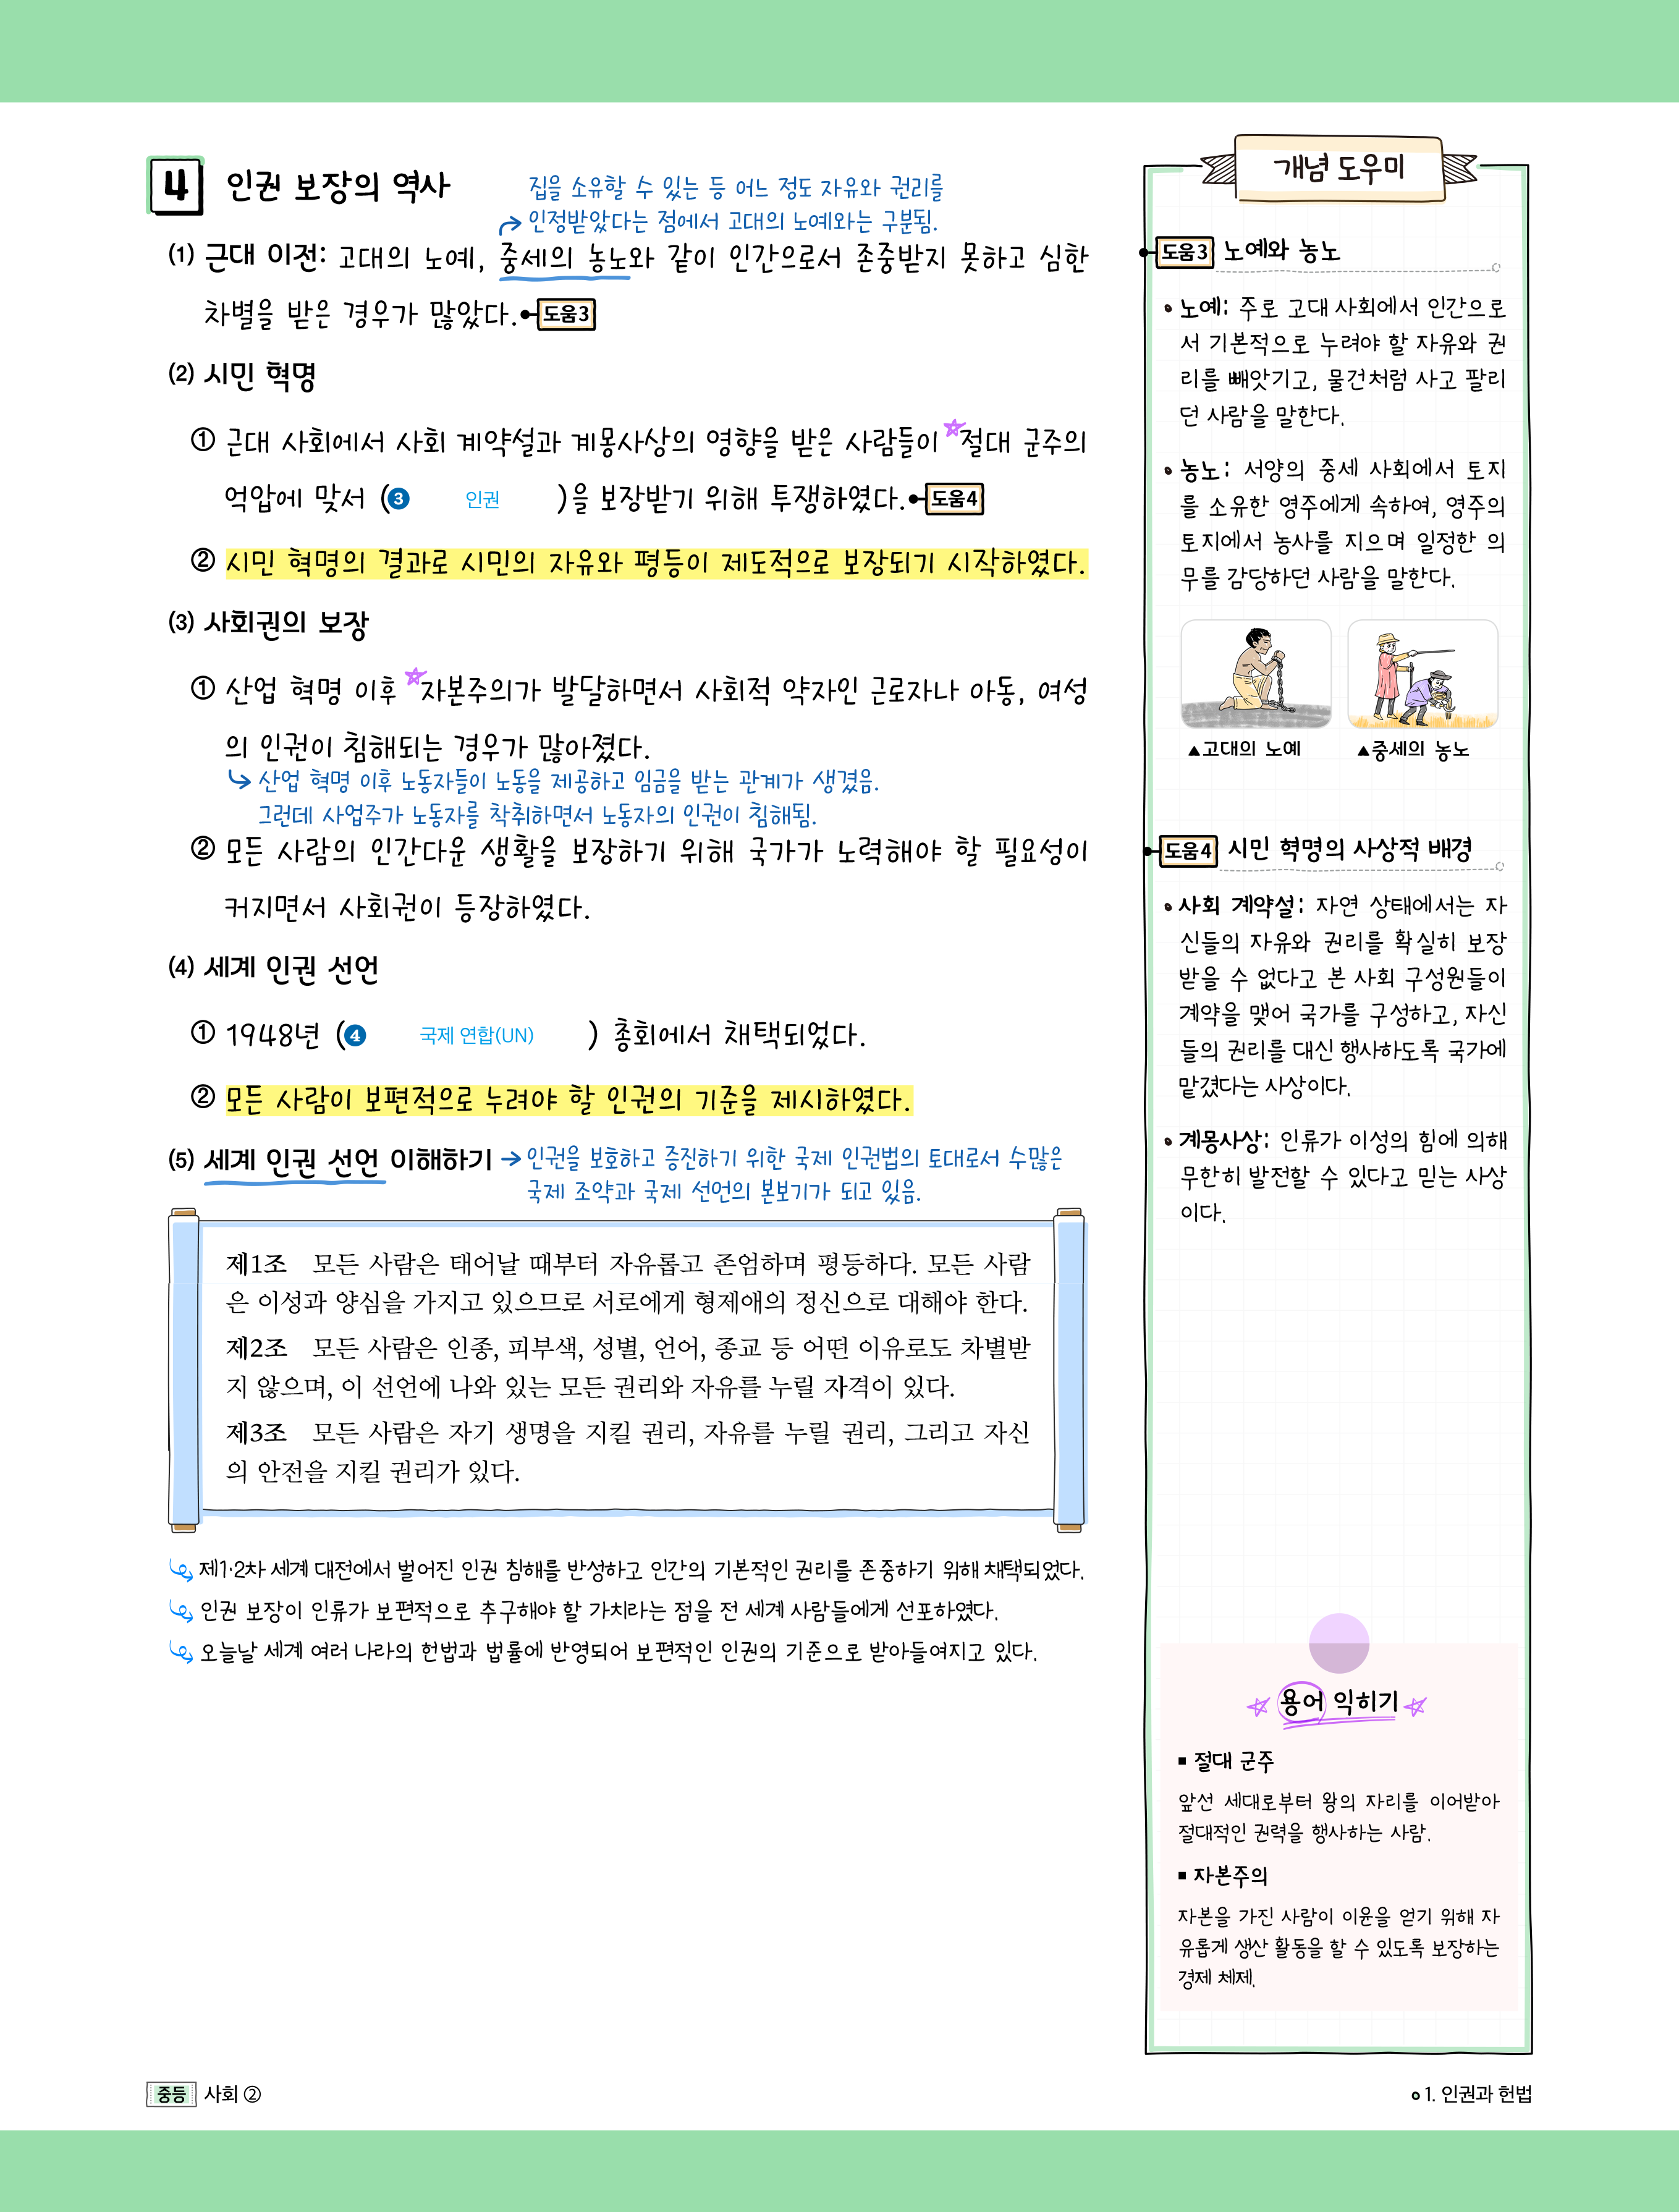 4 인권 보장의 역사
집을 소유할 수 있는 등 어느 정도 자유와 권리를
인정받았다는 점에서 고대의 노예와는 구분됨.
(1) 근대 이전: 고대의 노예, 중세의 농노와 같이 인간으로서 존중받지 못하고 심한
차별을 받은 경우가 많았다. 도움3
(2) 시민 혁명
① 근대 사회에서 사회 계약설과 계몽사상의 영향을 받은 사람들이 ☆절대 군주의
억압에 맞서 (❸ 인권 )을 보장받기 위해 투쟁하였다. 도움4
② 시민 혁명의 결과로 시민의 자유와 평등이 제도적으로 보장되기 시작하였다.
(3) 사회권의 보장
① 산업 혁명 이후 ☆자본주의가 발달하면서 사회적 약자인 근로자나 아동, 여성
의 인권이 침해되는 경우가 많아졌다.
산업 혁명 이후 노동자들이 노동을 제공하고 임금을 받는 관계가 생겼음.
그런데 사업주가 노동자를 착취하면서 노동자의 인권이 침해됨.
② 모든 사람의 인간다운 생활을 보장하기 위해 국가가 노력해야 할 필요성이
커지면서 사회권이 등장하였다.
(4) 세계 인권 선언
① 1948년 (❹ 국제 연합(UN) ) 총회에서 채택되었다.
② 모든 사람이 보편적으로 누려야 할 인권의 기준을 제시하였다.
(5) 세계 인권 선언 이해하기 → 인권을 보호하고 증진하기 위한 국제 인권법의 토대로서 수많은
국제 조약과 국제 선언의 본보기가 되고 있음.
제1조 모든 사람은 태어날 때부터 자유롭고 존엄하며 평등하다. 모든 사람
은 이성과 양심을 가지고 있으므로 서로에게 형제애의 정신으로 대해야 한다.
제2조 모든 사람은 인종, 피부색, 성별, 언어, 종교 등 어떤 이유로도 차별받
지 않으며, 이 선언에 나와 있는 모든 권리와 자유를 누릴 자격이 있다.
제3조 모든 사람은 자기 생명을 지킬 권리, 자유를 누릴 권리, 그리고 자신
의 안전을 지킬 권리가 있다.
제1·2차 세계 대전에서 벌어진 인권 침해를 반성하고 인간의 기본적인 권리를 존중하기 위해 채택되었다.
인권 보장이 인류가 보편적으로 추구해야 할 가치라는 점을 전 세계 사람들에게 선포하였다.
오늘날 세계 여러 나라의 헌법과 법률에 반영되어 보편적인 인권의 기준으로 받아들여지고 있다.
개념 도우미
도움3 노예와 농노
• 노예: 주로 고대 사회에서 인간으로
서 기본적으로 누려야 할 자유와 권
리를 빼앗기고, 물건처럼 사고 팔리
던 사람을 말한다.
• 농노: 서양의 중세 사회에서 토지
를 소유한 영주에게 속하여, 영주의
토지에서 농사를 지으며 일정한 의
무를 감당하던 사람을 말한다.
▲고대의 노예 ▲중세의 농노
도움4 시민 혁명의 사상적 배경
• 사회 계약설: 자연 상태에서는 자
신들의 자유와 권리를 확실히 보장
받을 수 없다고 본 사회 구성원들이
계약을 맺어 국가를 구성하고, 자신
들의 권리를 대신 행사하도록 국가에
맡겼다는 사상이다.
• 계몽사상: 인류가 이성의 힘에 의해
무한히 발전할 수 있다고 믿는 사상
이다.
☆ 용어 익히기 ☆
▪ 절대 군주
앞선 세대로부터 왕의 자리를 이어받아
절대적인 권력을 행사하는 사람.
▪ 자본주의
자본을 가진 사람이 이윤을 얻기 위해 자
유롭게 생산 활동을 할 수 있도록 보장하는
경제 체제.
중등 사회 ②
1. 인권과 헌법